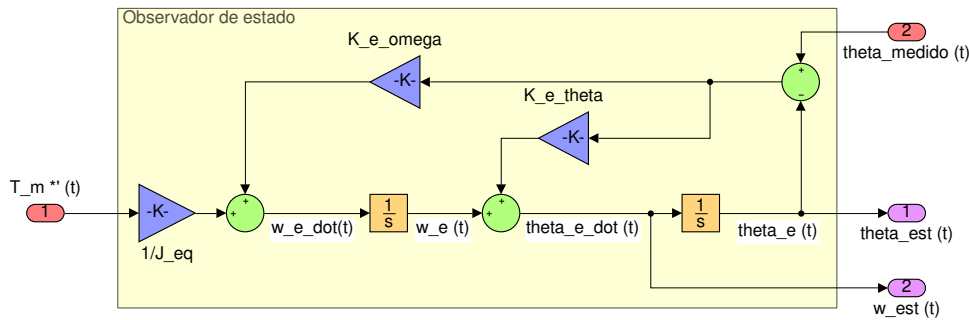 Observador de estado
2
theta_medido (t)
K_e_omega
-K-
+
−
K_e_theta
-K-
T_m *' (t)
1
-K-
1/J_eq
+
+
w_e_dot(t)
1
s
w_e (t)
+
+
theta_e_dot (t)
1
s
theta_e (t)
1
theta_est (t)
2
w_est (t)